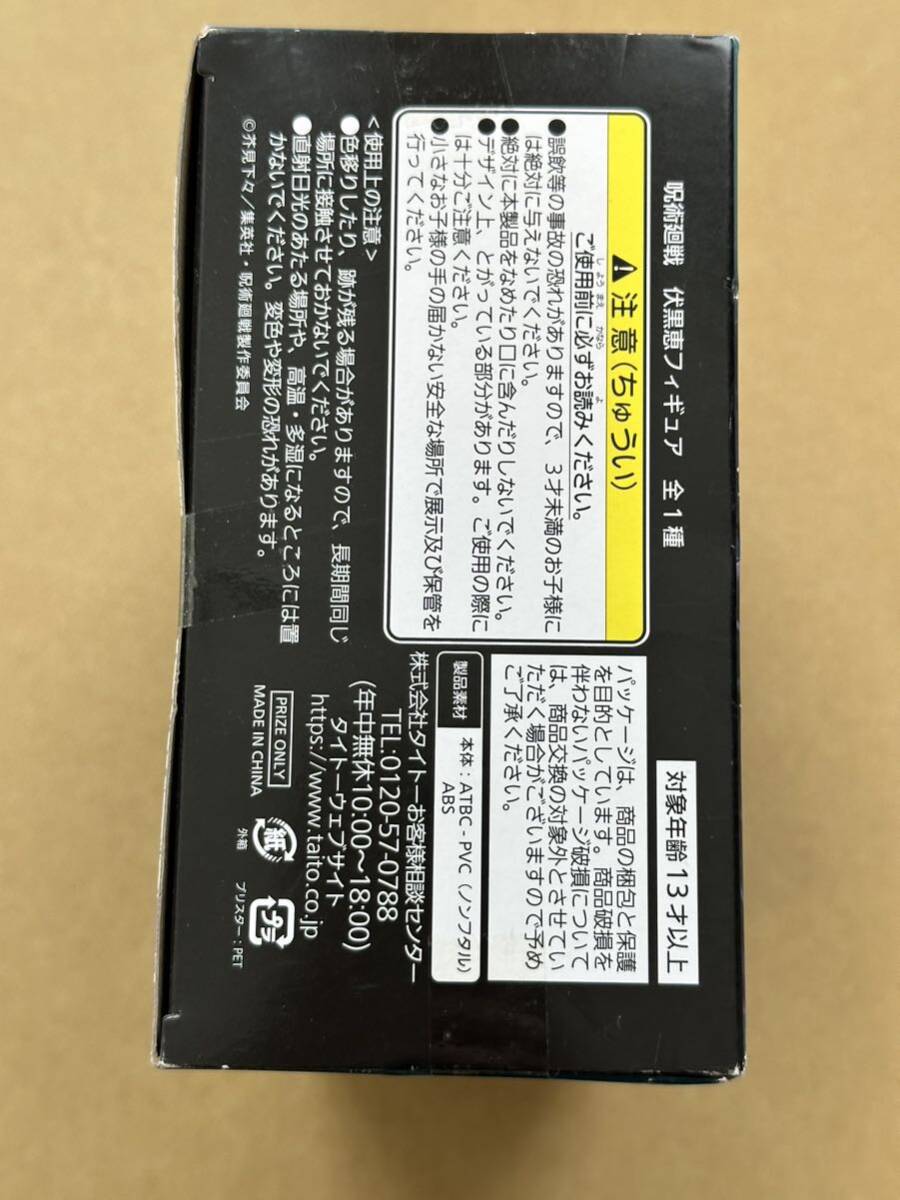 呪術廻戦　伏黒恵フィギュア　全1種
対象年齢13才以上
注意(ちゅうい)
ご使用前に必ずお読みください。
しようまえ かなら よ
●誤飲等の事故の恐れがありますので、3才未満のお子様に
は絶対に与えないでください。
●絶対に本製品をなめたり口に含んだりしないでください。
●デザイン上、とがっている部分があります。ご使用の際に
は十分ご注意ください。
●小さなお子様の手の届かない安全な場所で展示及び保管を
行ってください。
パッケージは、商品の梱包と保護
を目的としています。商品破損を
伴わないパッケージ破損について
は、商品交換の対象外とさせてい
ただく場合がございますので予め
ご了承ください。
製品素材
本体：ATBC-PVC（ノンフタル）
ABS
<使用上の注意>
●色移りしたり、跡が残る場合がありますので、長期間同じ
場所に接触させておかないでください。
●直射日光のあたる場所や、高温・多湿になるところには置
かないでください。変色や変形の恐れがあります。
©芥見下々／集英社・呪術廻戦製作委員会
株式会社タイトーお客様相談センター
TEL:0120-57-0788
(年中無休10:00〜18:00)
タイトーウェブサイト
https://www.taito.co.jp
PRIZE ONLY
MADE IN CHINA
紙
外箱
プラ
ブリスター：PET